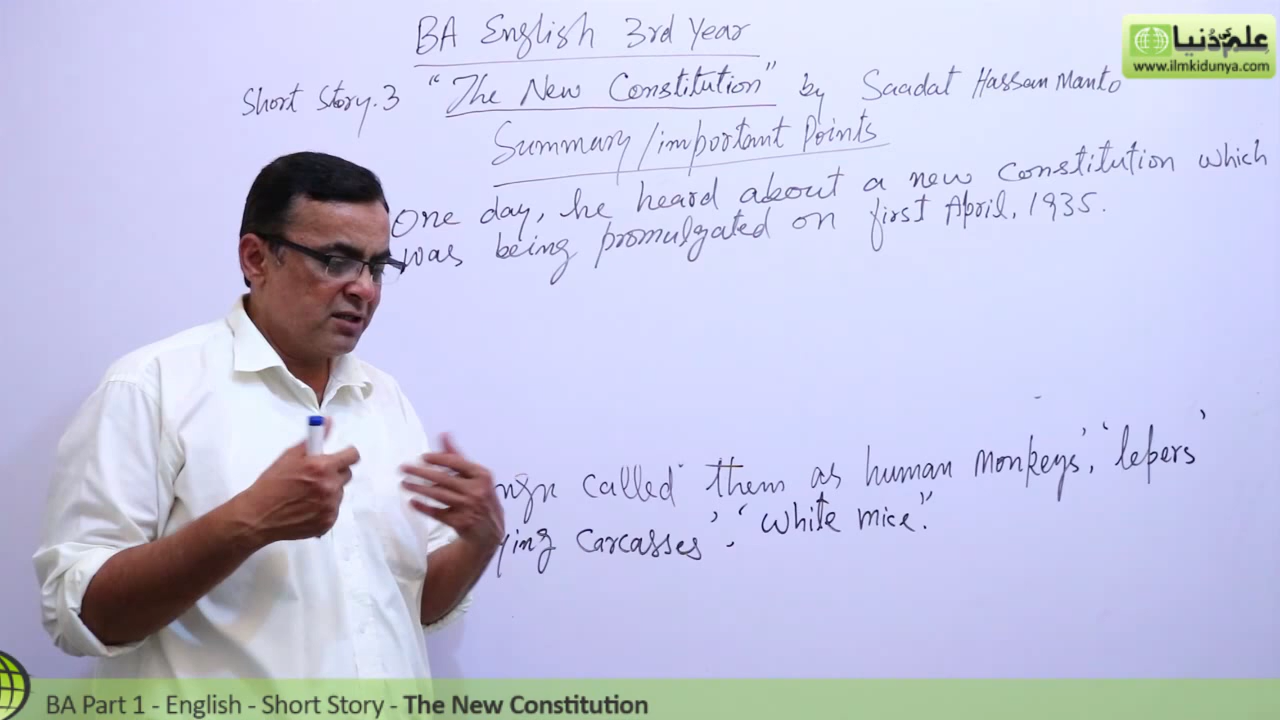 BA English 3rd Year
Short Story.3 "The New Constitution" by Saadat Hassan Manto
Summary/important Points
One day, he heard about a new constitution which
was being promulgated on first April, 1935.
called them as human monkeys', 'lepers'
carcasses', 'white mice".
علم کی دُنیا
www.ilmkidunya.com
BA Part 1 - English - Short Story - The New Constitution